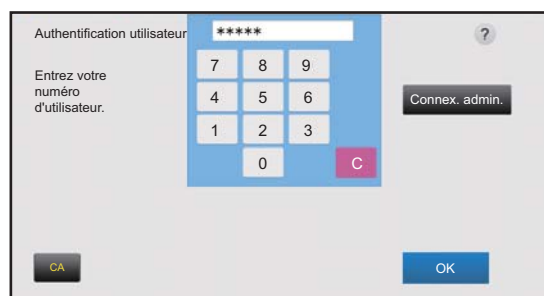 Authentification utilisateur
*****
?
Entrez votre
numéro
d'utilisateur.
7 8 9
4 5 6
1 2 3
0 C
Connex. admin.
CA
OK